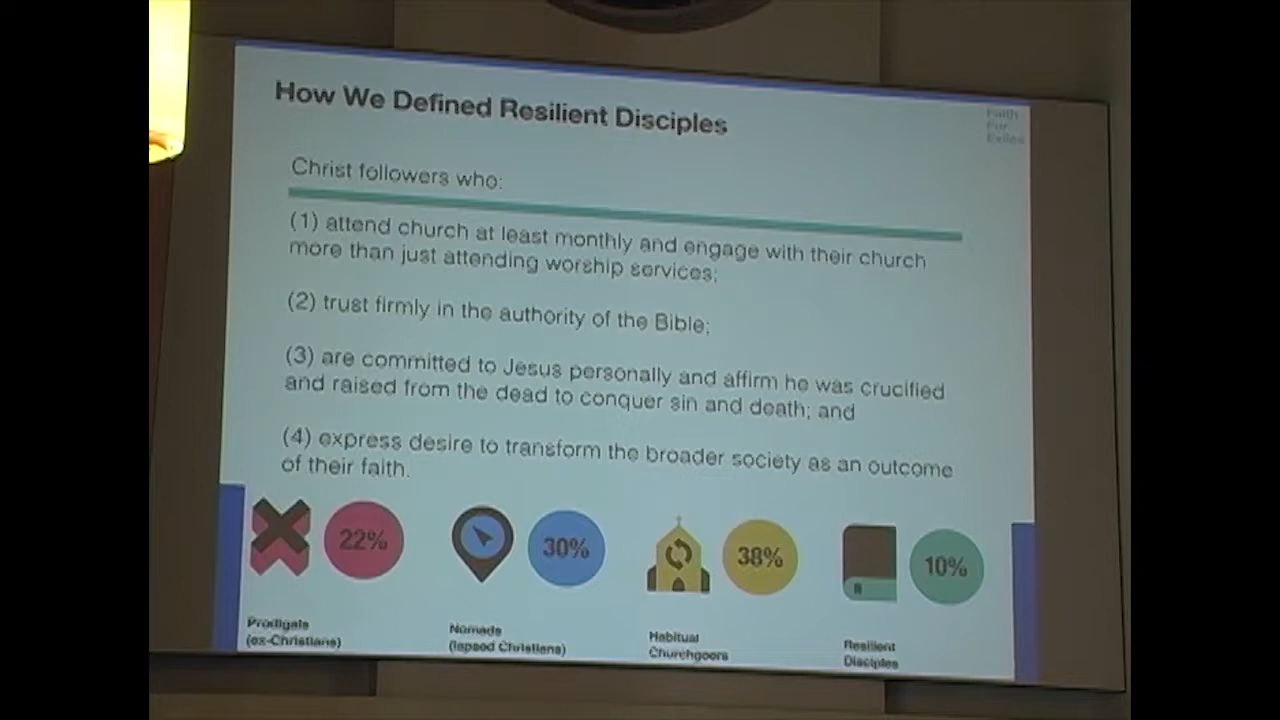 How We Defined Resilient Disciples
Faith
For
Exiles
Christ followers who:
(1) attend church at least monthly and engage with their church
more than just attending worship services;
(2) trust firmly in the authority of the Bible;
(3) are committed to Jesus personally and affirm he was crucified
and raised from the dead to conquer sin and death; and
(4) express desire to transform the broader society as an outcome
of their faith.
22%
30%
38%
10%
Prodigals
(ex-Christians)
Nomads
(lapsed Christians)
Habitual
Churchgoers
Resilient
Disciples